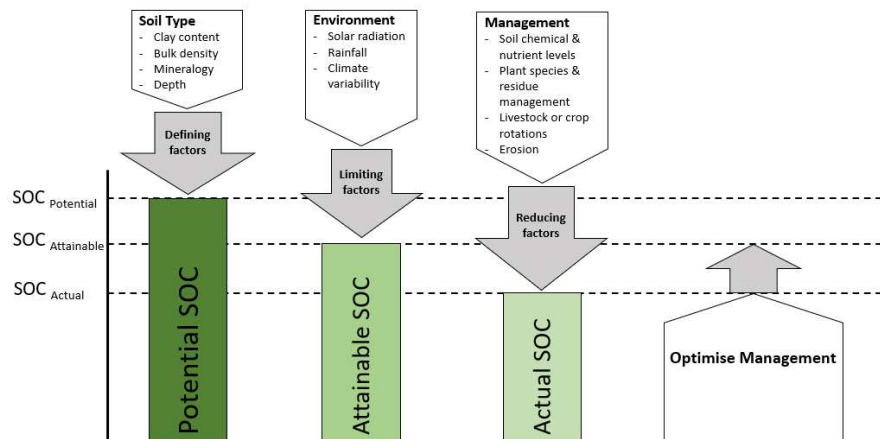 Soil Type
- Clay content
- Bulk density
- Mineralogy
- Depth
Environment
- Solar radiation
- Rainfall
- Climate
variability
Management
- Soil chemical &
nutrient levels
- Plant species &
residue
management
- Livestock or crop
rotations
- Erosion
Defining
factors
Limiting
factors
Reducing
factors
SOC Potential
SOC Attainable
SOC Actual
Potential SOC
Attainable SOC
Actual SOC
Optimise Management